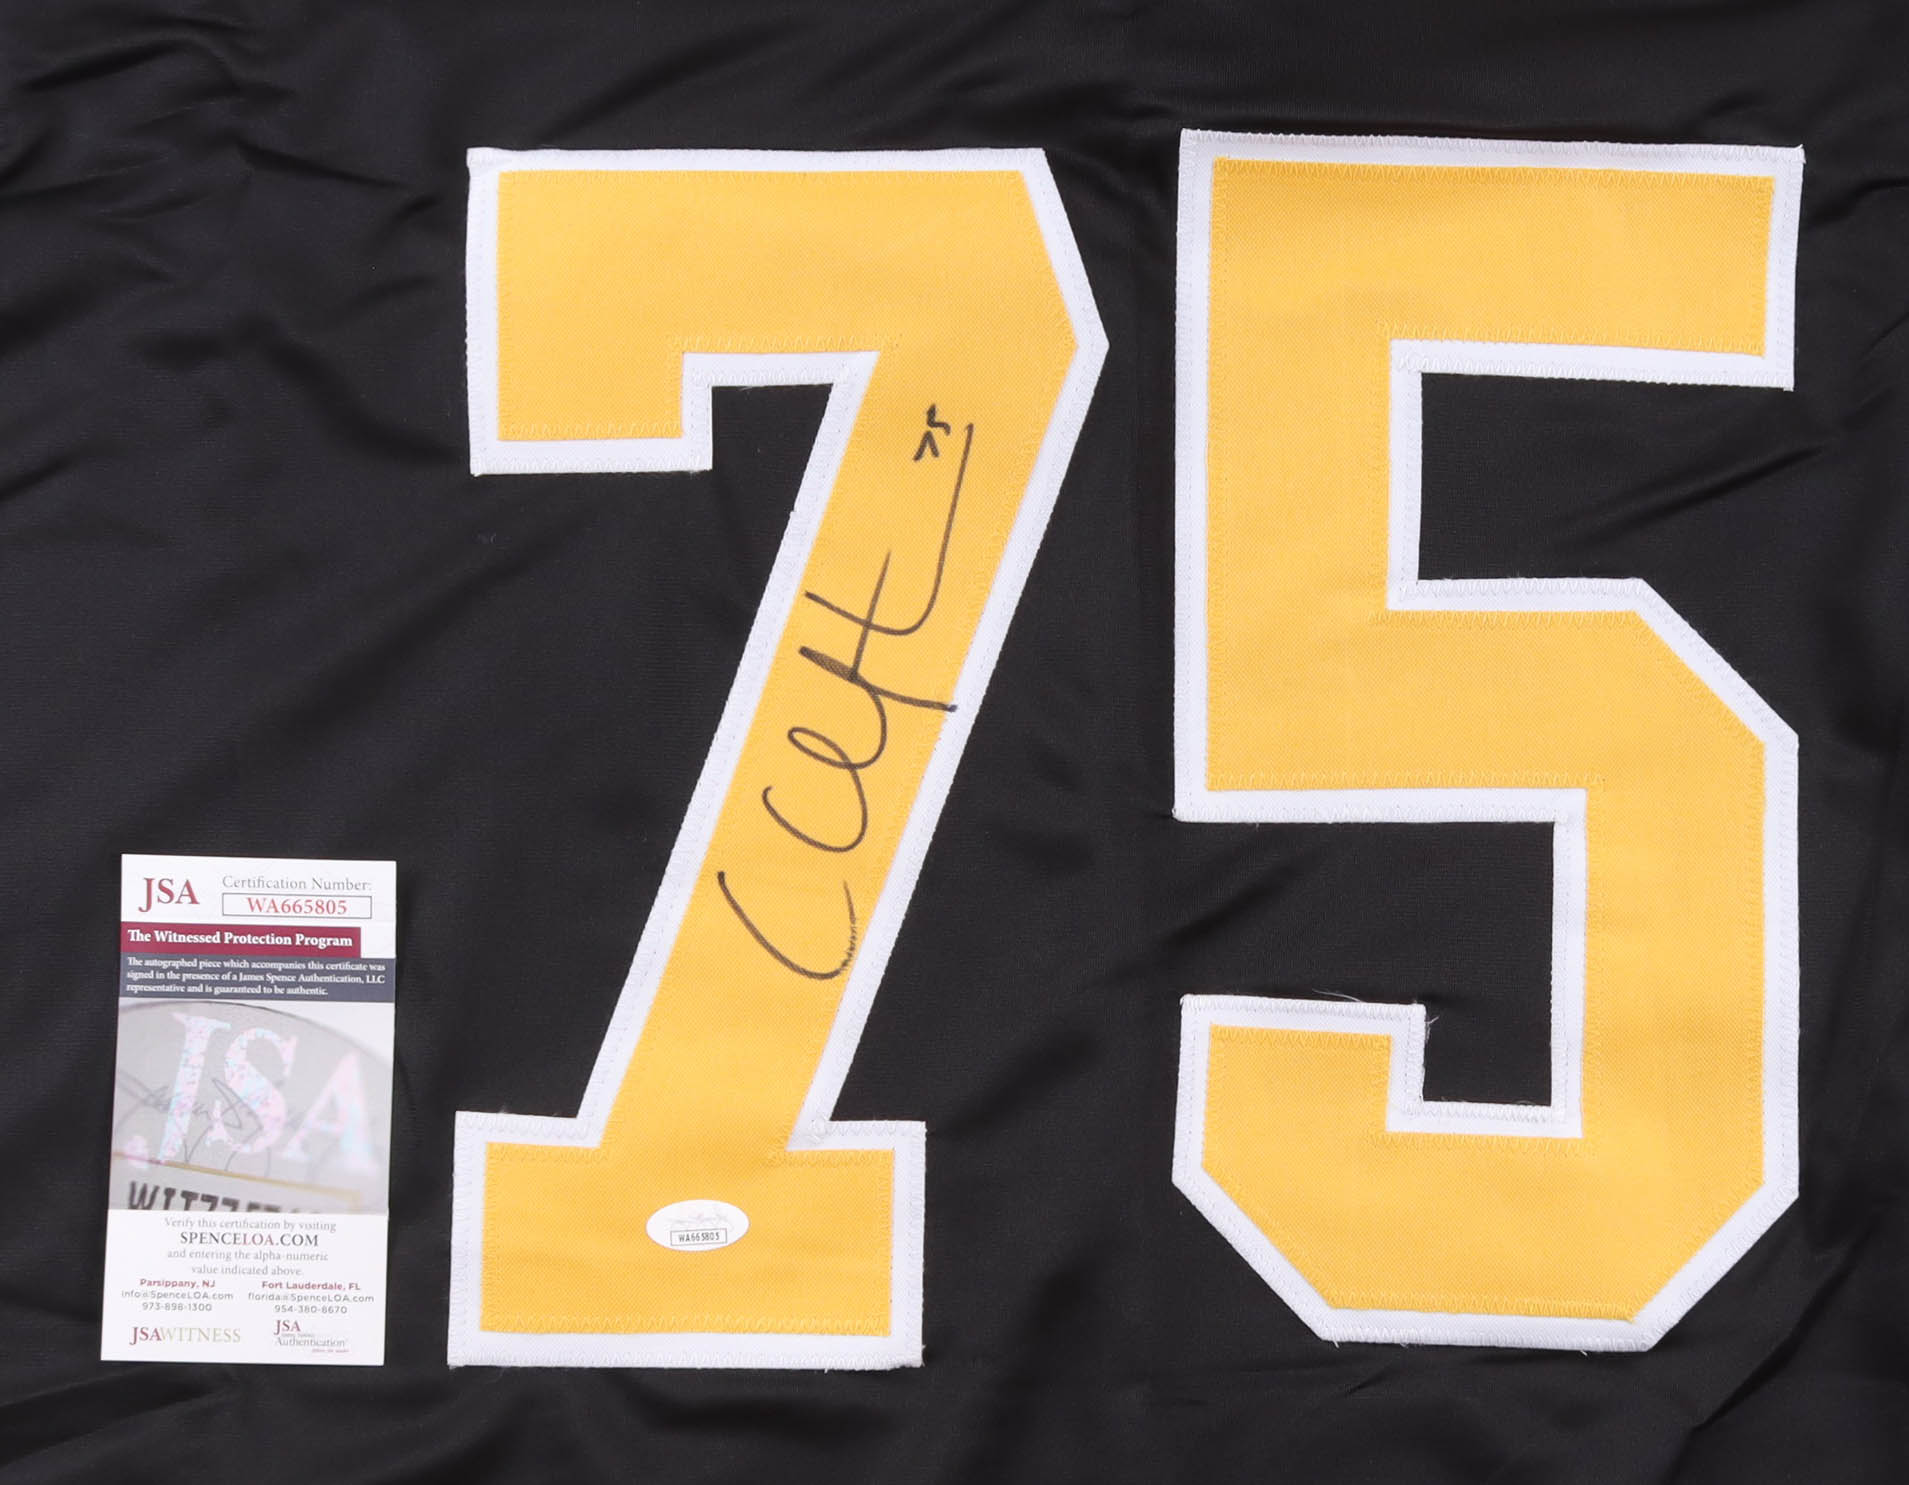 75
75
JSA
Certification Number:
WA665805
The Witnessed Protection Program
The autographed piece which accompanies this certificate was
signed in the presence of a James Spence Authentication, LLC
representative and is guaranteed to be authentic.
JSA
Verify this certification by visiting
SPENCELOA.COM
and entering the alpha-numeric
value indicated above.
Parsippany, NJ
info@SpenceLOA.com
973-898-1300
Fort Lauderdale, FL
florida@SpenceLOA.com
954-380-8670
JSAWITNESS
JSA
Authentication
WA665805